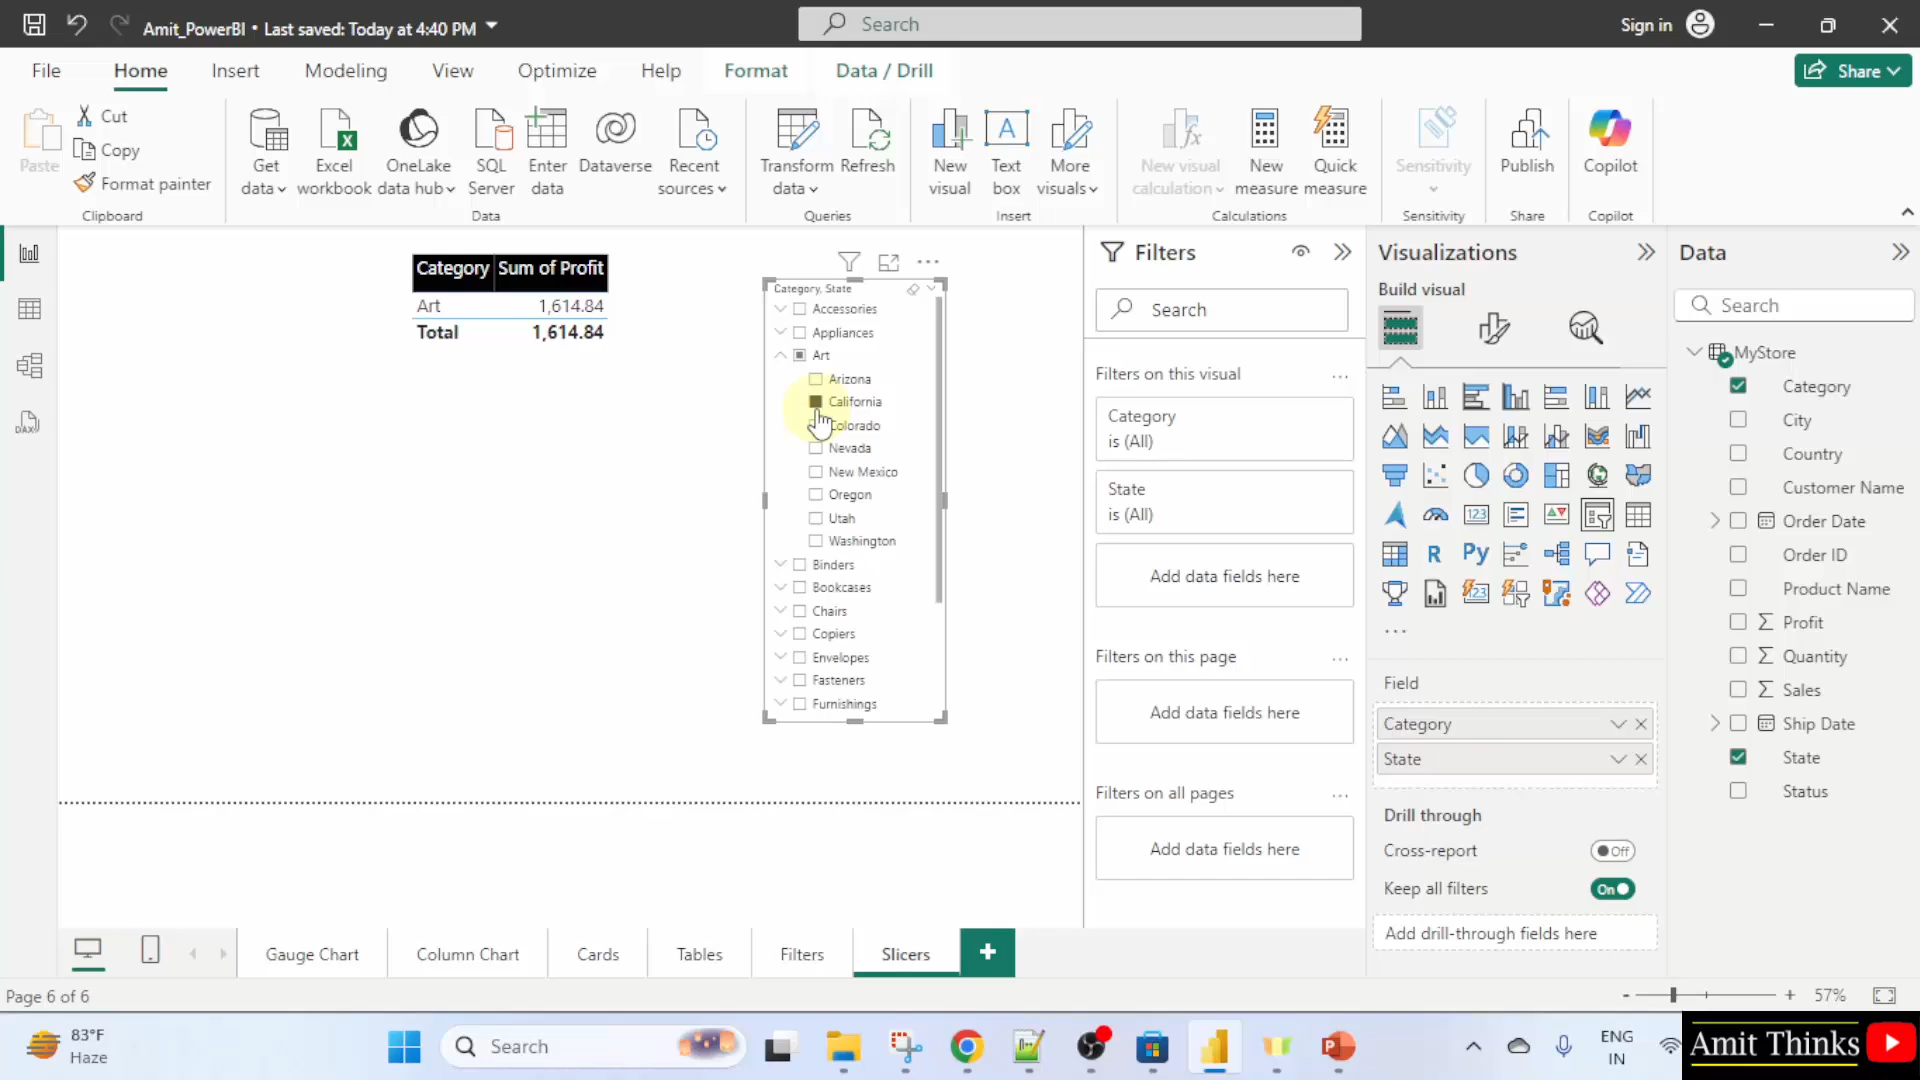 Amit_PowerBI • Last saved: Today at 4:40 PM
Search
Sign in
File
Home
Insert
Modeling
View
Optimize
Help
Format
Data / Drill
Share
Paste
Cut
Copy
Format painter
Clipboard
Get data
Excel workbook
OneLake data hub
SQL Server
Enter data
Dataverse
Recent sources
Data
Transform data
Refresh
Queries
New visual
Text box
More visuals
Insert
New visual calculation
New measure
Quick measure
Calculations
Sensitivity
Sensitivity
Publish
Share
Copilot
Copilot
Category Sum of Profit
Art 1,614.84
Total 1,614.84
Category, State
Accessories
Appliances
Art
Arizona
California
Colorado
Nevada
New Mexico
Oregon
Utah
Washington
Binders
Bookcases
Chairs
Copiers
Envelopes
Fasteners
Furnishings
Filters
Search
Filters on this visual
Category
is (All)
State
is (All)
Add data fields here
Filters on this page
Add data fields here
Filters on all pages
Add data fields here
Visualizations
Build visual
123
R
Py
123
Field
Category
State
Drill through
Cross-report
Off
Keep all filters
On
Add drill-through fields here
Data
Search
MyStore
Category
City
Country
Customer Name
Order Date
Order ID
Product Name
Profit
Quantity
Sales
Ship Date
State
Status
DAX
Gauge Chart
Column Chart
Cards
Tables
Filters
Slicers
Page 6 of 6
57%
83°F
Haze
Search
ENG
IN
Amit Thinks